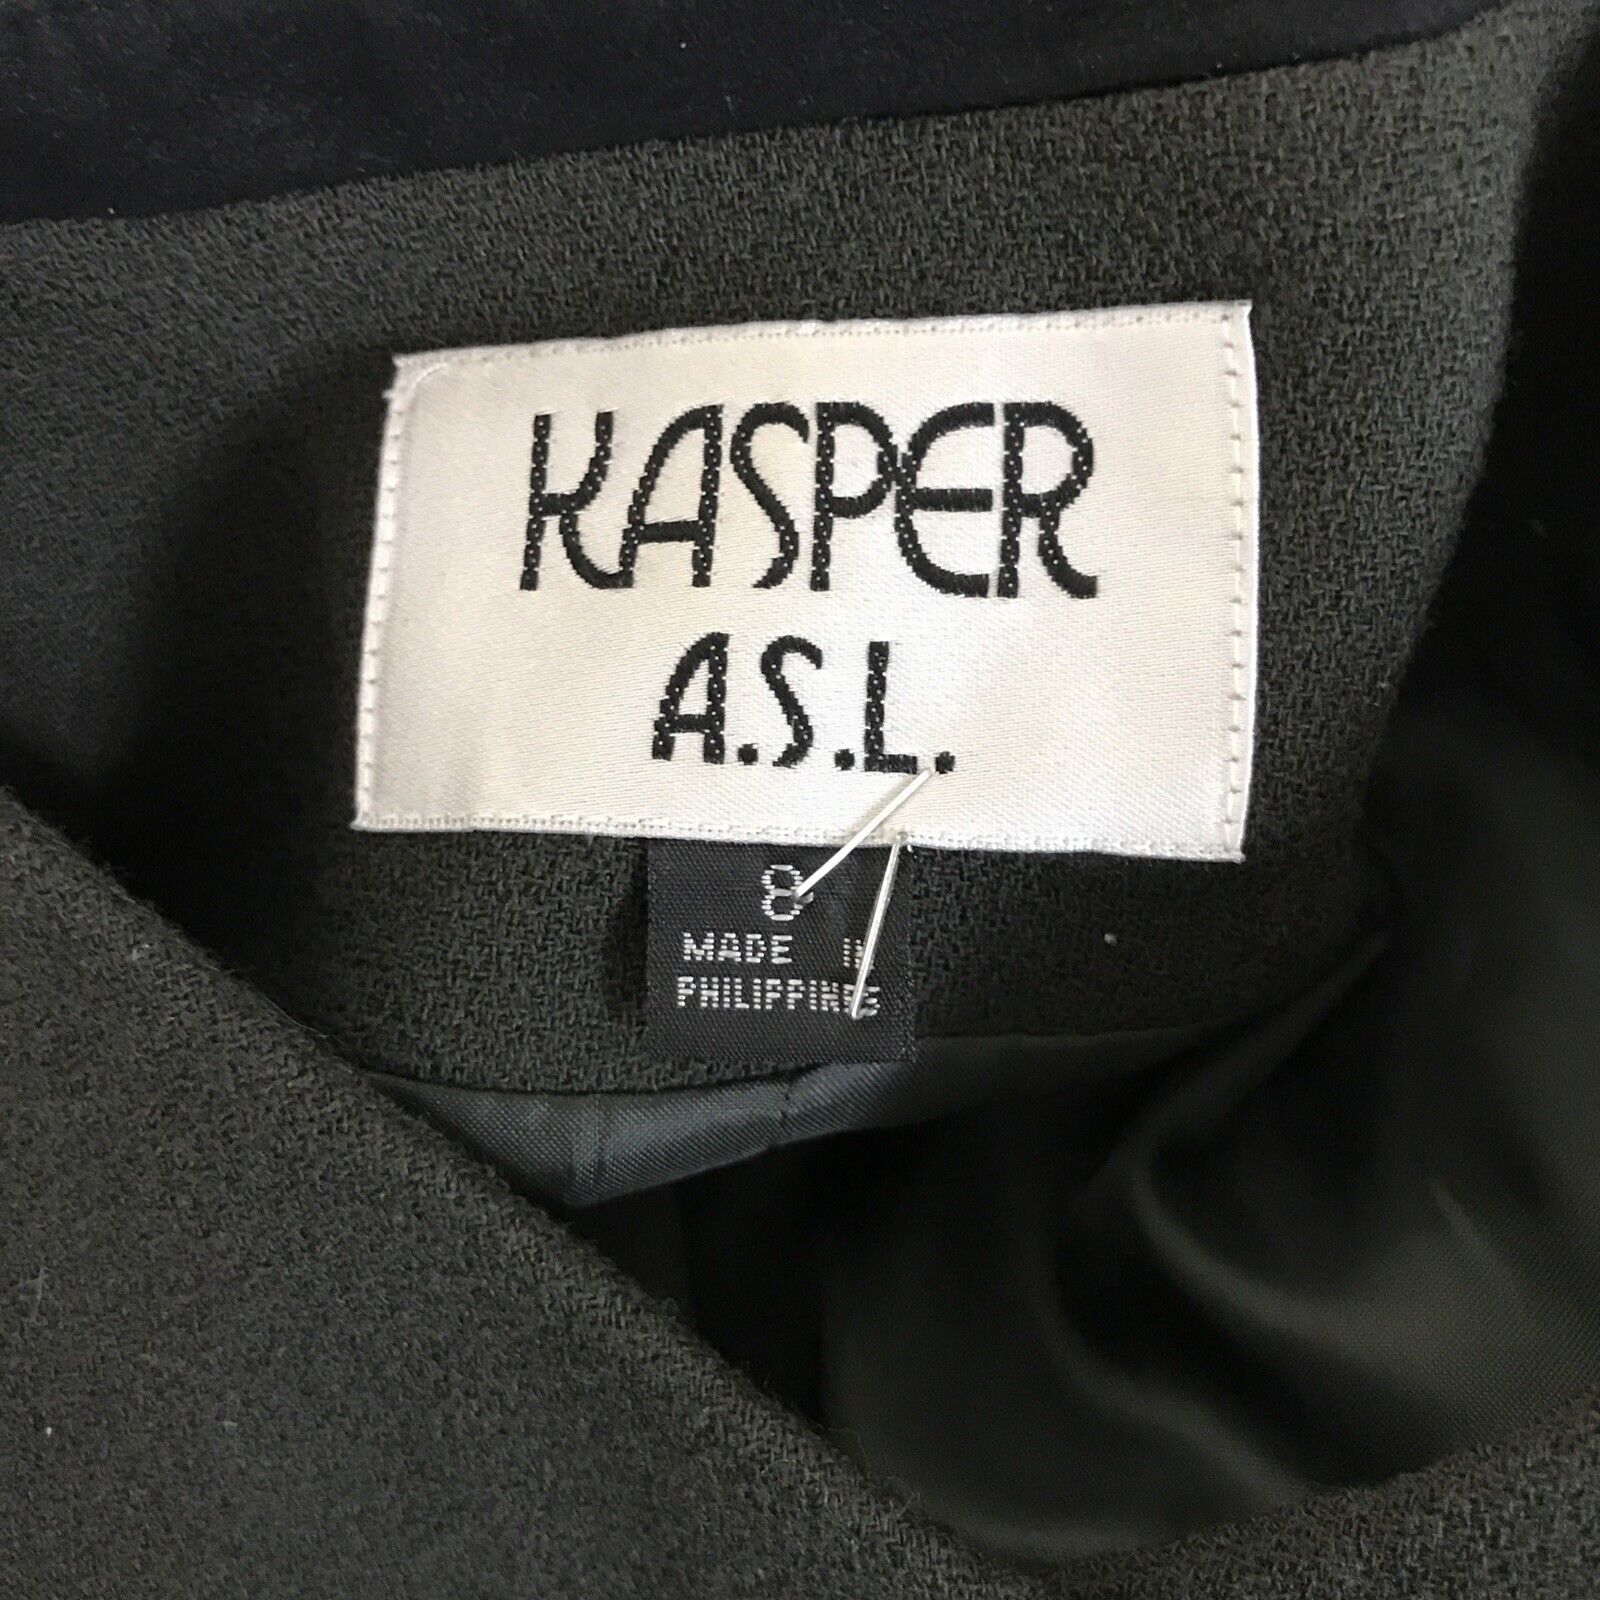 KASPER
A.S.L.
8
MADE IN
PHILIPPINES